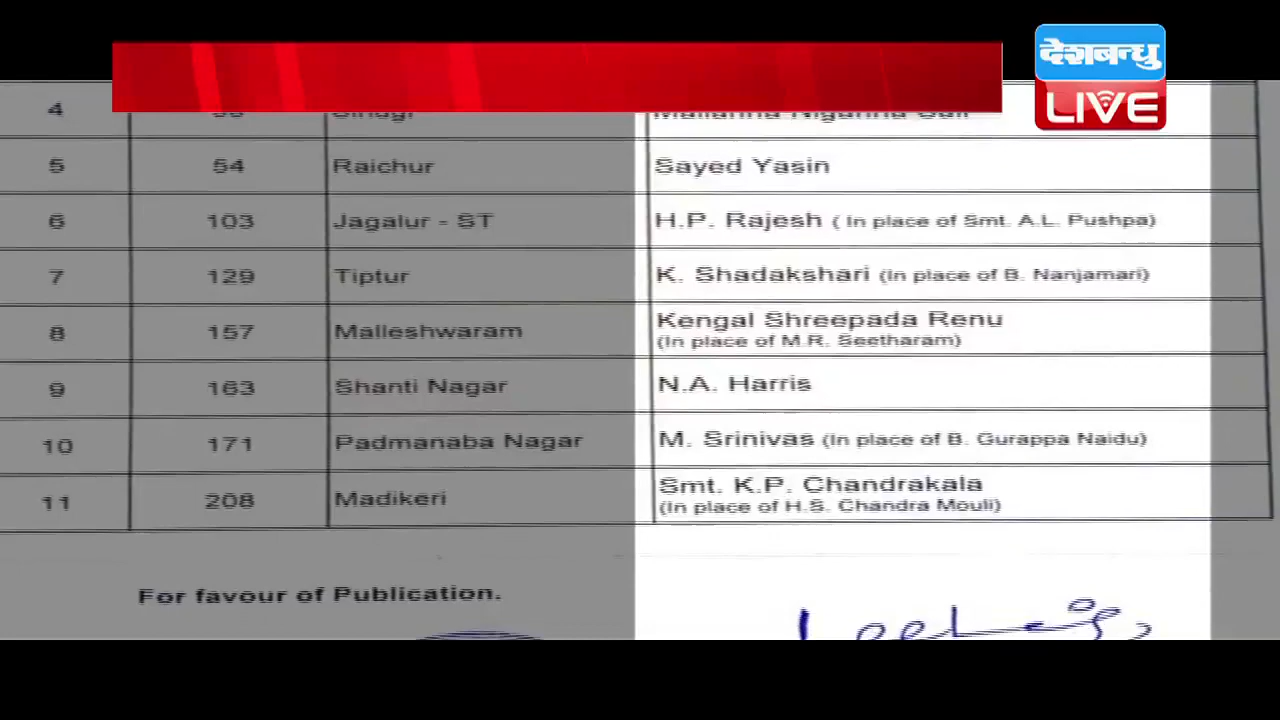 देशबन्धु
LIVE
4
5 54 Raichur Sayed Yasin
6 103 Jagalur - ST H.P. Rajesh ( In place of Smt. A.L. Pushpa)
7 129 Tiptur K. Shadakshari (In place of B. Nanjamari)
8 157 Malleshwaram Kengal Shreepada Renu
(In place of M.R. Seetharam)
9 163 Shanti Nagar N.A. Harris
10 171 Padmanaba Nagar M. Srinivas (In place of B. Gurappa Naidu)
11 208 Madikeri Smt. K.P. Chandrakala
(In place of H.S. Chandra Mouli)
For favour of Publication.